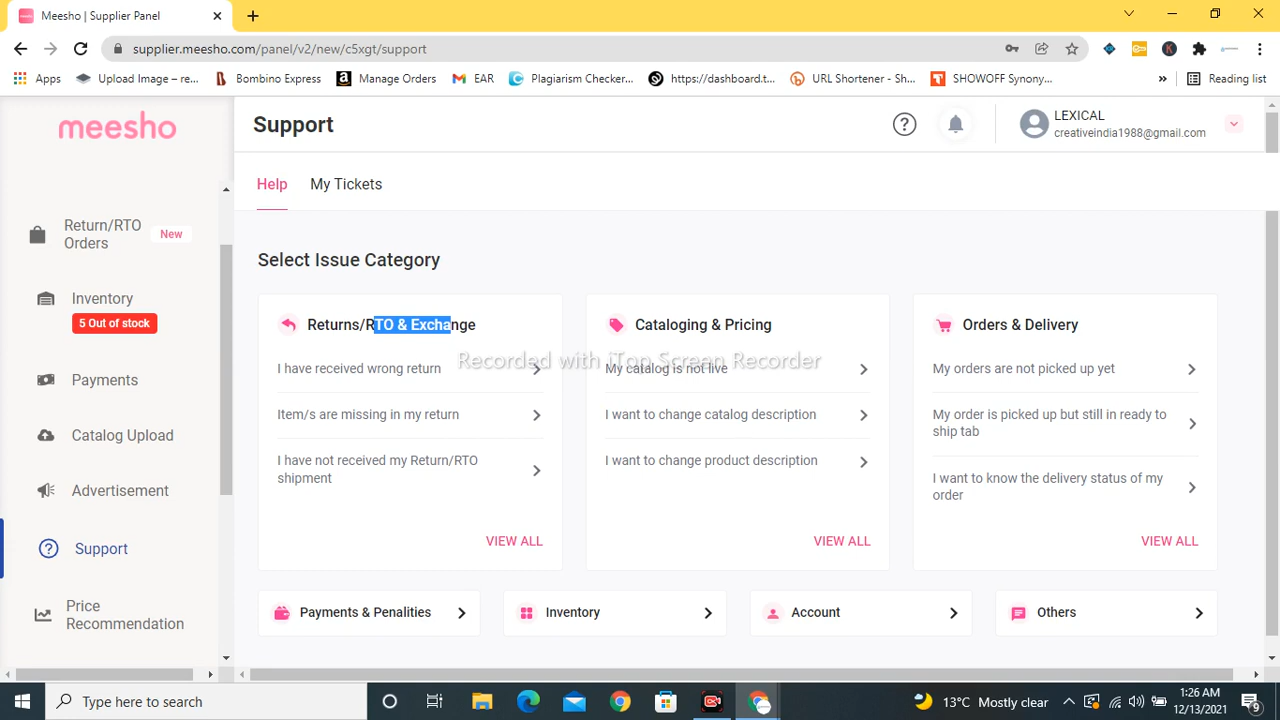 Meesho | Supplier Panel
supplier.meesho.com/panel/v2/new/c5xgt/support
Apps
Upload Image – re...
Bombino Express
Manage Orders
EAR
Plagiarism Checker...
https://dashboard.t...
URL Shortener - Sh...
SHOWOFF Synony...
»
Reading list
meesho
Support
LEXICAL
creativeindia1988@gmail.com
Help
My Tickets
Return/RTO
Orders
New
Inventory
5 Out of stock
Payments
Catalog Upload
Advertisement
Support
Price
Recommendation
Select Issue Category
Returns/RTO & Exchange
I have received wrong return
Item/s are missing in my return
I have not received my Return/RTO
shipment
VIEW ALL
Cataloging & Pricing
My catalog is not live
I want to change catalog description
I want to change product description
VIEW ALL
Orders & Delivery
My orders are not picked up yet
My order is picked up but still in ready to
ship tab
I want to know the delivery status of my
order
VIEW ALL
Recorded with iTop Screen Recorder
Payments & Penalities
Inventory
Account
Others
Type here to search
13°C Mostly clear
1:26 AM
12/13/2021
9